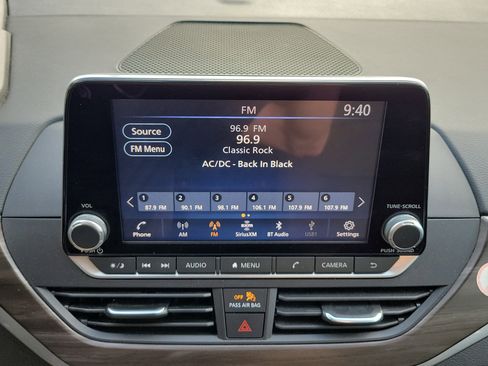 FM 9:40
Source
96.9 FM
96.9
FM Menu
Classic Rock
AC/DC - Back In Black
1 2 3 4 5 6
87.9 FM 90.1 FM 98.1 FM 106.1 FM 107.9 FM 107.9 FM
VOL
TUNE·SCROLL
Phone AM FM SiriusXM BT Audio USB1 Settings
PUSH
PUSH
AUDIO MENU CAMERA
OFF
PASS AIR BAG